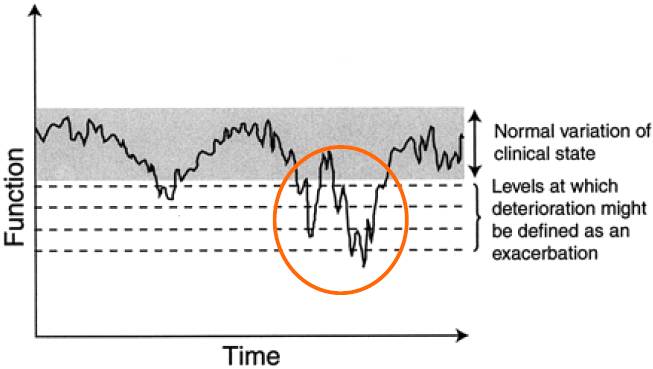 Function
Time
Normal variation of
clinical state
Levels at which
deterioration might
be defined as an
exacerbation